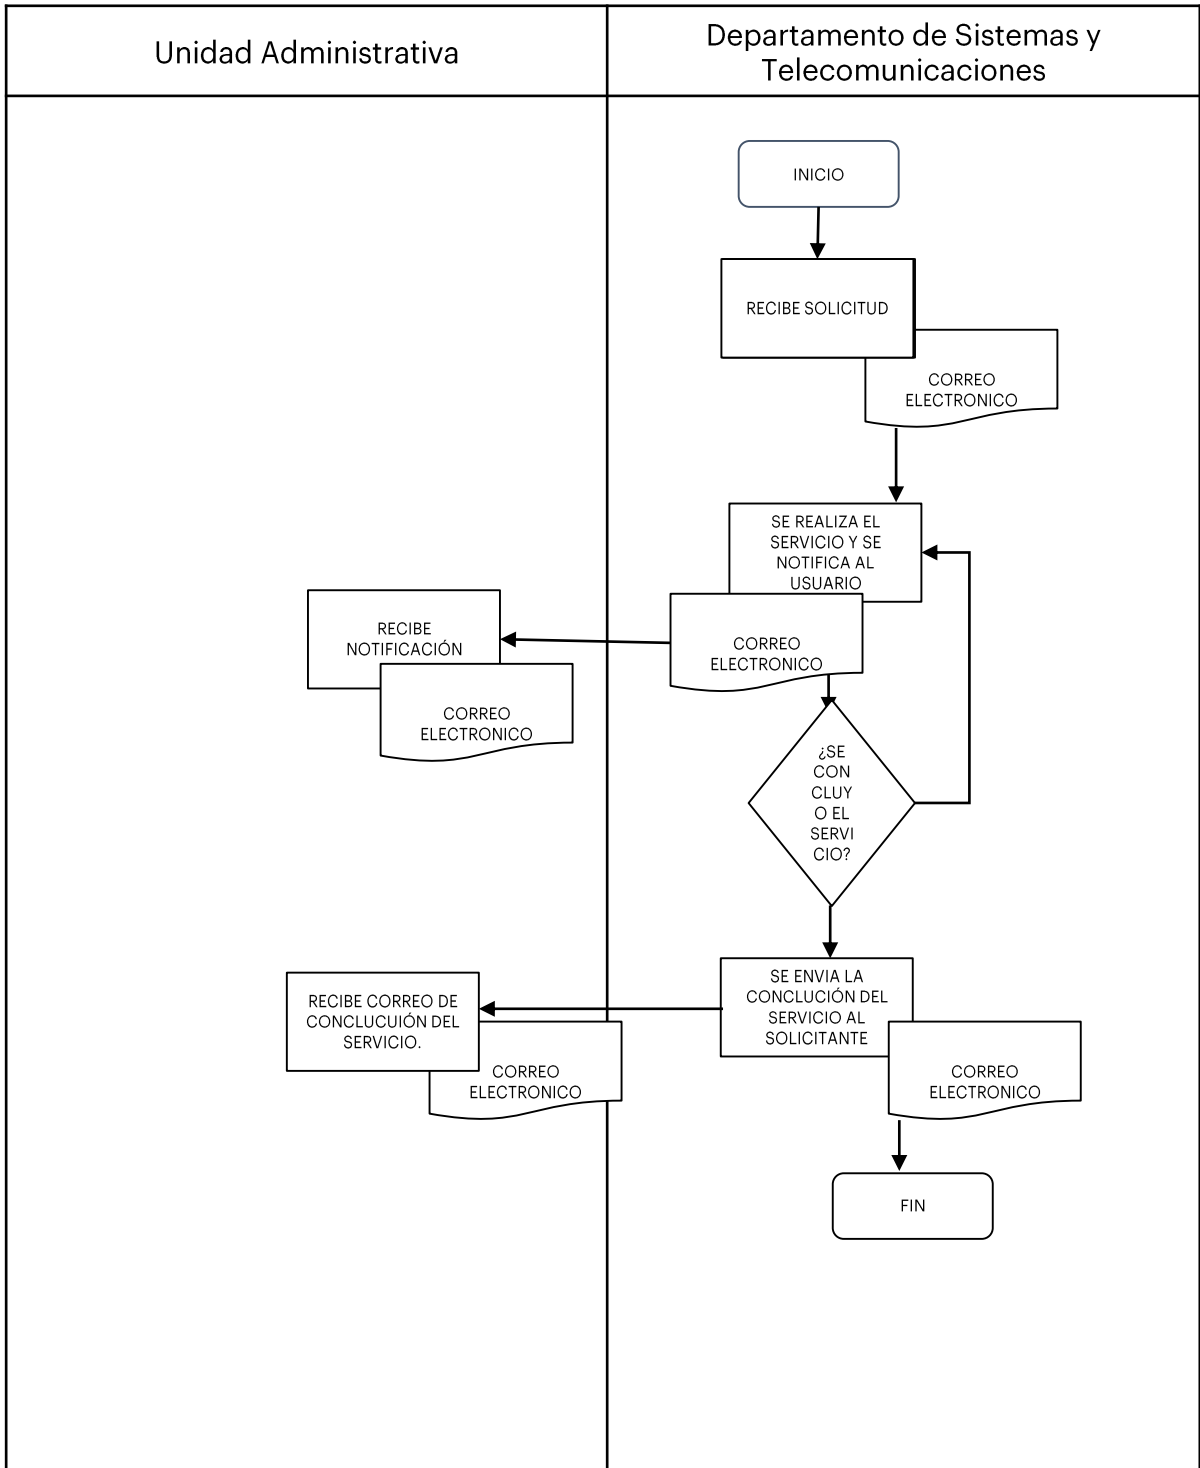 Unidad Administrativa
Departamento de Sistemas y
Telecomunicaciones
INICIO
RECIBE SOLICITUD
CORREO
ELECTRONICO
SE REALIZA EL
SERVICIO Y SE
NOTIFICA AL
USUARIO
RECIBE
NOTIFICACIÓN
CORREO
ELECTRONICO
CORREO
ELECTRONICO
¿SE
CON
CLUY
O EL
SERVI
CIO?
SE ENVIA LA
CONCLUCIÓN DEL
SERVICIO AL
SOLICITANTE
RECIBE CORREO DE
CONCLUCUIÓN DEL
SERVICIO.
CORREO
ELECTRONICO
CORREO
ELECTRONICO
FIN